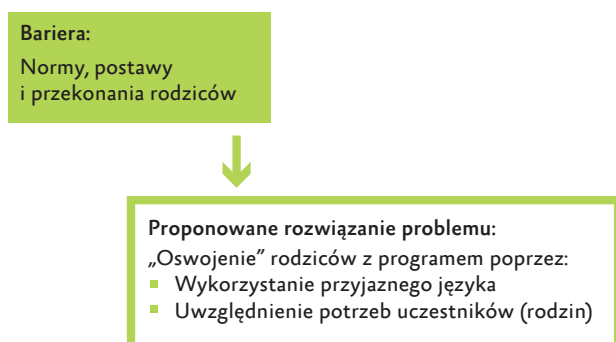 Bariera:
Normy, postawy
i przekonania rodziców
Proponowane rozwiązanie problemu:
„Oswojenie” rodziców z programem poprzez:
Wykorzystanie przyjaznego języka
Uwzględnienie potrzeb uczestników (rodzin)